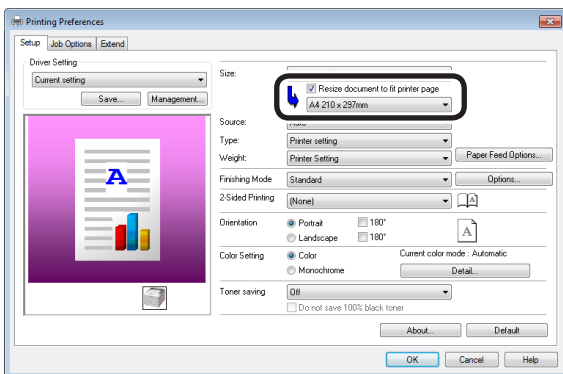 Printing Preferences
Setup Job Options Extend
Driver Setting
Current setting
Save... Management...
A
Size:
Resize document to fit printer page
A4 210 x 297mm
Source:
Type: Printer setting
Weight: Printer Setting Paper Feed Options...
Finishing Mode Standard Options...
2-Sided Printing (None) A
Orientation Portrait 180°
Landscape 180° A
Color Setting Color Current color mode : Automatic
Monochrome Detail...
Toner saving Off
Do not save 100% black toner
About... Default
OK Cancel Help